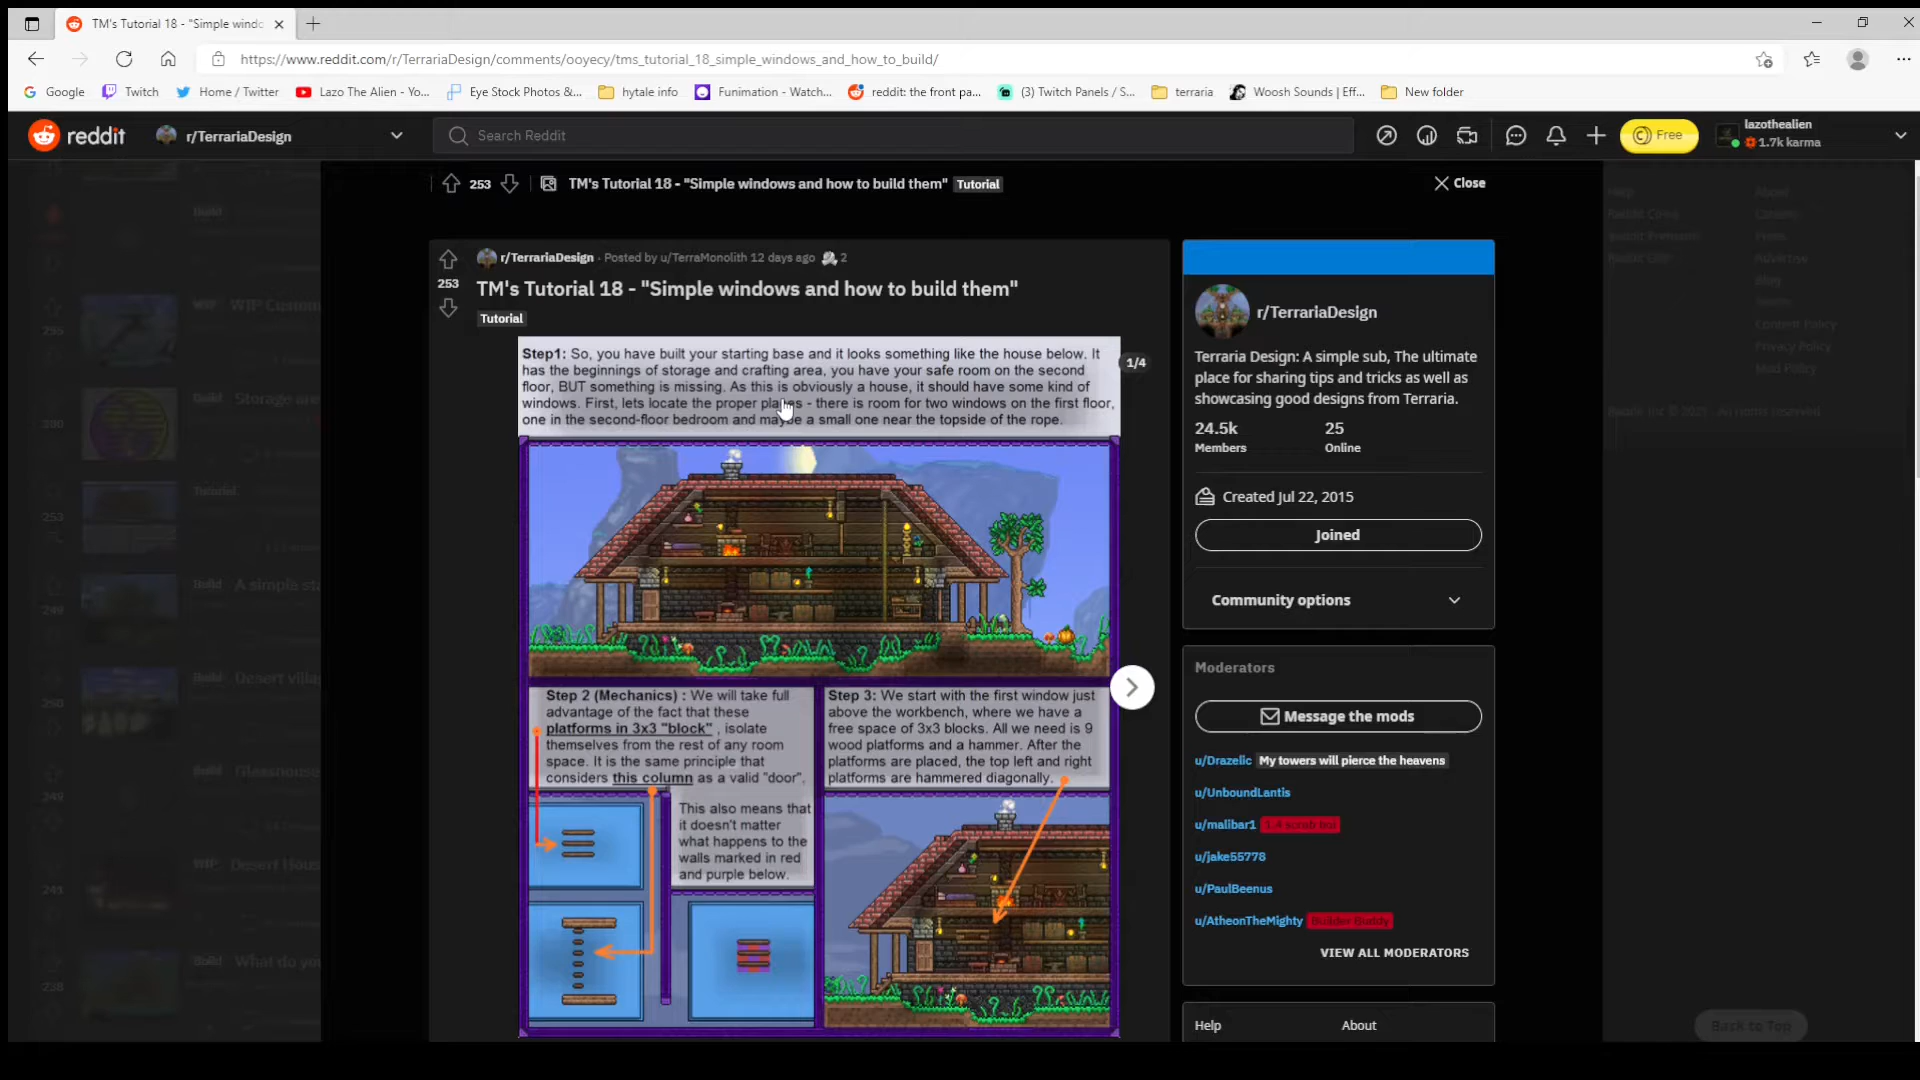 TM's Tutorial 18 - "Simple windo
https://www.reddit.com/r/TerrariaDesign/comments/ooyecy/tms_tutorial_18_simple_windows_and_how_to_build/
Google
Twitch
Home / Twitter
Lazo The Alien - Yo...
Eye Stock Photos &...
hytale info
Funimation - Watch...
reddit: the front pa...
(3) Twitch Panels / S...
terraria
Woosh Sounds | Eff...
New folder
reddit
r/TerrariaDesign
Search Reddit
Free
lazothealien
1.7k karma
253
TM's Tutorial 18 - "Simple windows and how to build them"
Tutorial
Close
r/TerrariaDesign · Posted by u/TerraMonolith 12 days ago 2
253
TM's Tutorial 18 - "Simple windows and how to build them"
Tutorial
Step1: So, you have built your starting base and it looks something like the house below. It
has the beginnings of storage and crafting area, you have your safe room on the second
floor, BUT something is missing. As this is obviously a house, it should have some kind of
windows. First, lets locate the proper places - there is room for two windows on the first floor,
one in the second-floor bedroom and maybe a small one near the topside of the rope.
1/4
Step 2 (Mechanics) : We will take full
advantage of the fact that these
platforms in 3x3 "block" , isolate
themselves from the rest of any room
space. It is the same principle that
considers this column as a valid "door",
This also means that
it doesn't matter
what happens to the
walls marked in red
and purple below.
Step 3: We start with the first window just
above the workbench, where we have a
free space of 3x3 blocks. All we need is 9
wood platforms and a hammer. After the
platforms are placed, the top left and right
platforms are hammered diagonally.
r/TerrariaDesign
Terraria Design: A simple sub, The ultimate
place for sharing tips and tricks as well as
showcasing good designs from Terraria.
24.5k
Members
25
Online
Created Jul 22, 2015
Joined
Community options
Moderators
Message the mods
u/Drazelic My towers will pierce the heavens
u/UnboundLantis
u/malibar1
u/jake55778
u/PaulBeenus
u/AtheonTheMighty Builder Buddy
VIEW ALL MODERATORS
Help
About
Back to Top